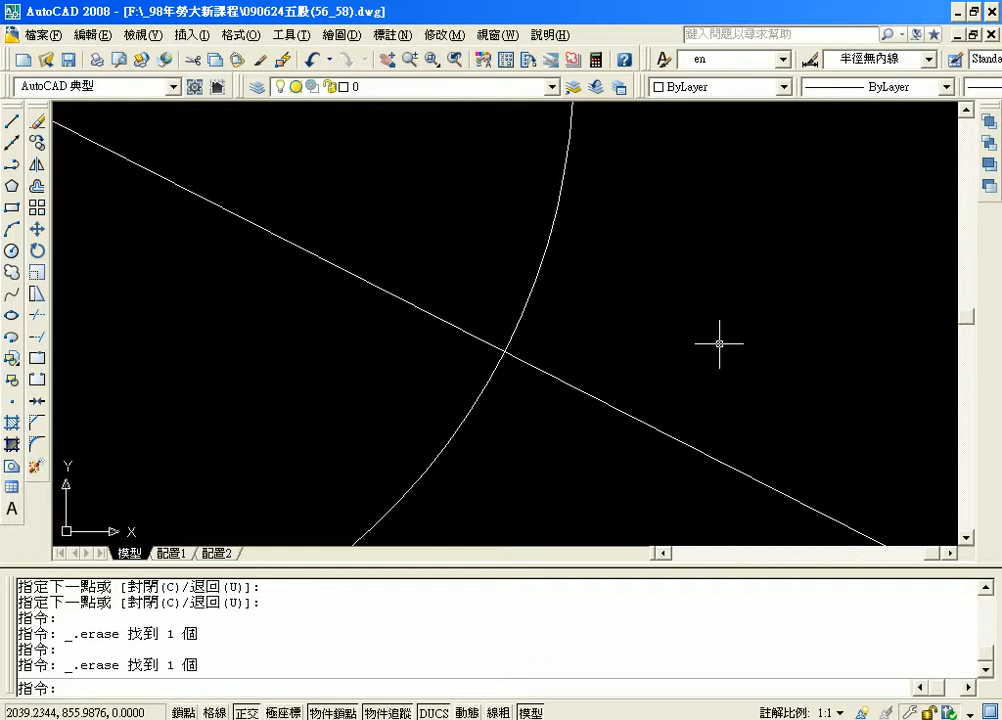 AutoCAD 2008 - [F:\_98年勞大新課程\090624五股(56_58).dwg]
檔案(F) 編輯(E) 檢視(V) 插入(I) 格式(O) 工具(T) 繪圖(D) 標註(N) 修改(M) 視窗(W) 說明(H) 鍵入問題以尋求幫助
A en 半徑無內線 Standa
AutoCAD 典型 0 ByLayer ByLayer
A
Y
X
模型 配置1 配置2
指定下一點或 [封閉(C)/退回(U)]:
指定下一點或 [封閉(C)/退回(U)]:
指令:
指令: _.erase 找到 1 個
指令:
指令: _.erase 找到 1 個
指令:
2039.2344, 855.9876, 0.0000 鎖點 格線 正交 極座標 物件鎖點 物件追蹤 DUCS 動態 線粗 模型 註解比例: 1:1